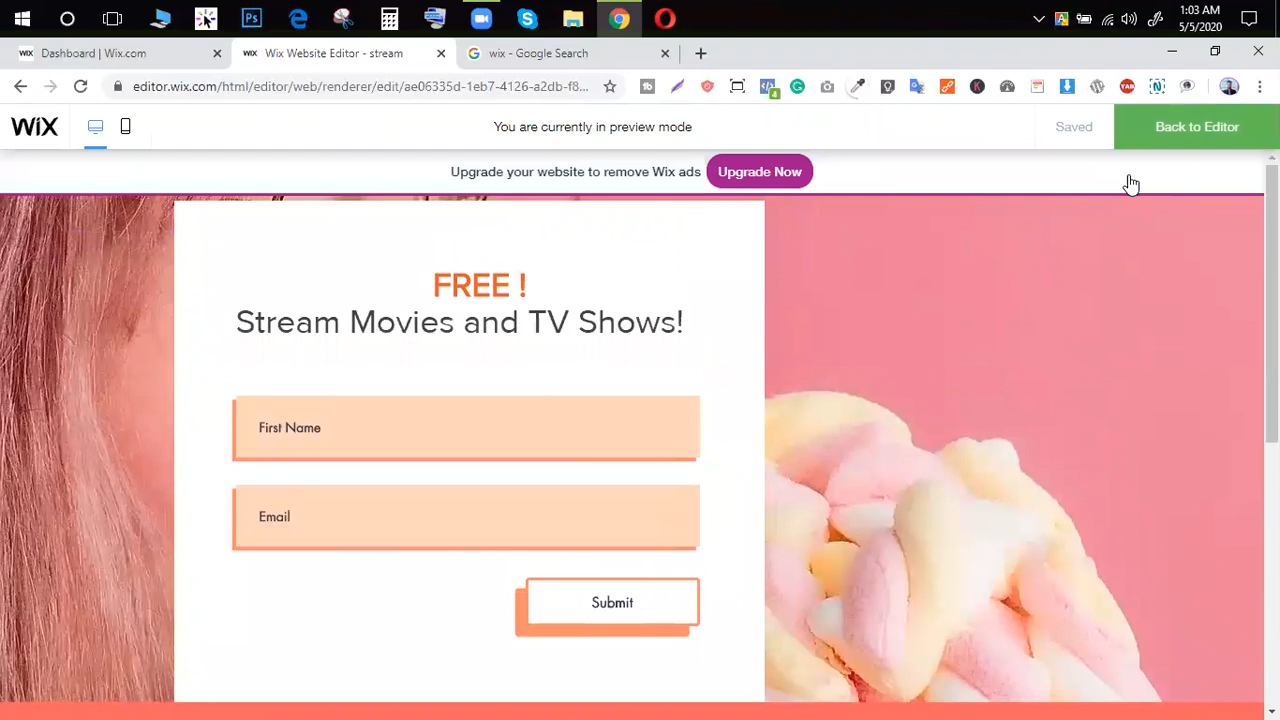 1:03 AM
5/5/2020
Dashboard | Wix.com
Wix Website Editor - stream
wix - Google Search
editor.wix.com/html/editor/web/renderer/edit/ae06335d-1eb7-4126-a2db-f8...
WIX
You are currently in preview mode
Saved
Back to Editor
Upgrade your website to remove Wix ads
Upgrade Now
FREE !
Stream Movies and TV Shows!
First Name
Email
Submit